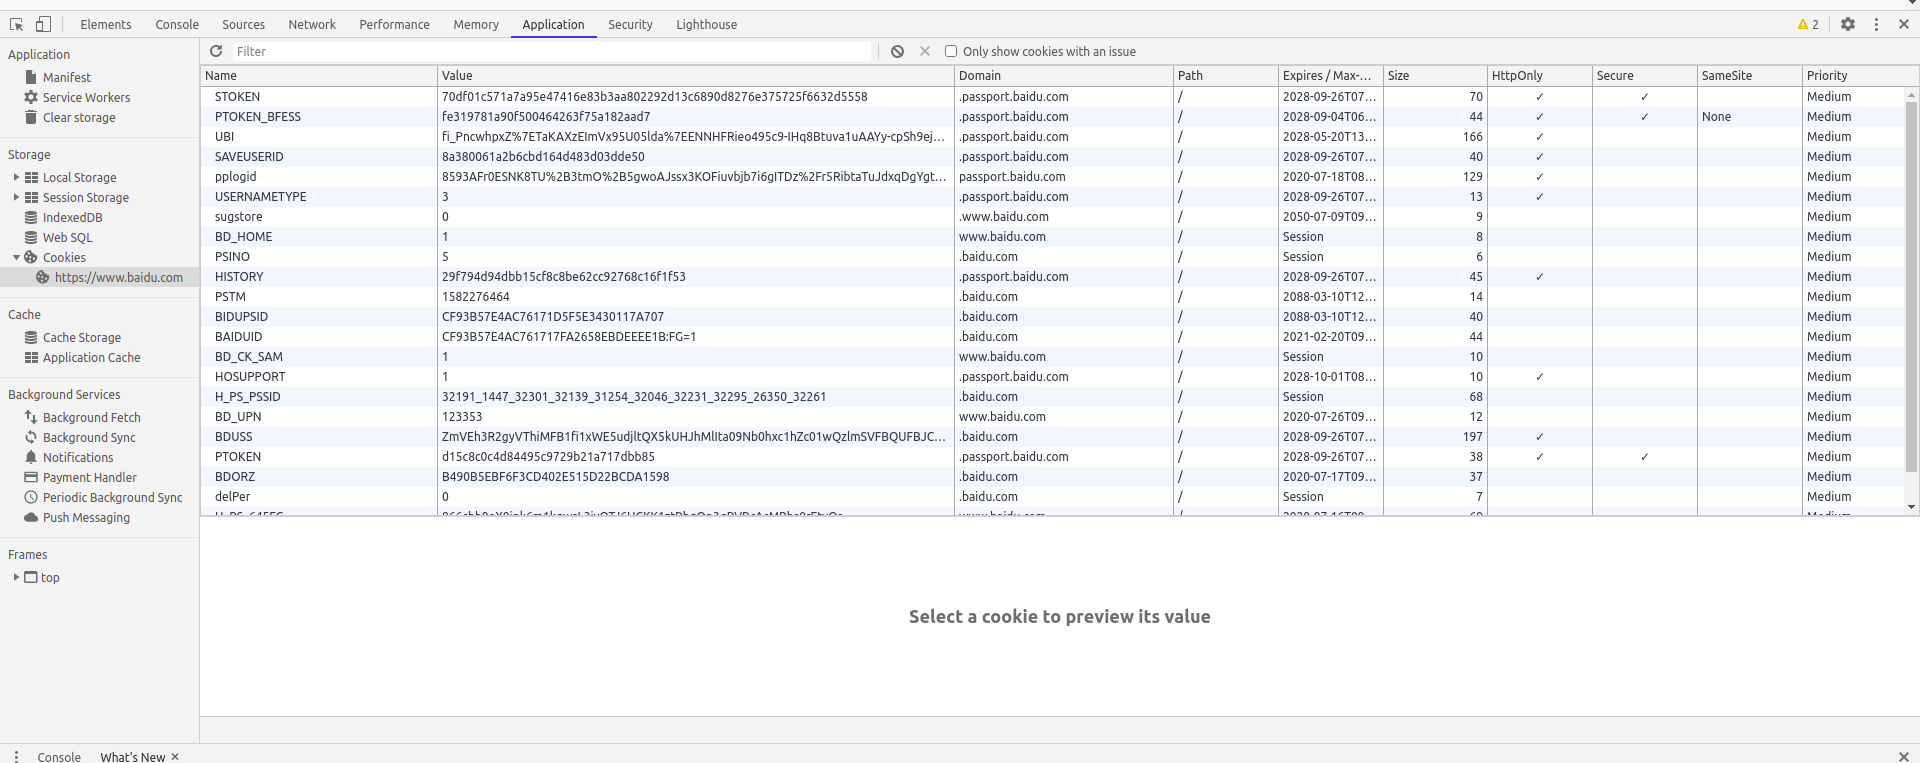 Elements Console Sources Network Performance Memory Application Security Lighthouse 2
Application
Manifest
Service Workers
Clear storage
Storage
Local Storage
Session Storage
IndexedDB
Web SQL
Cookies
https://www.baidu.com
Cache
Cache Storage
Application Cache
Background Services
Background Fetch
Background Sync
Notifications
Payment Handler
Periodic Background Sync
Push Messaging
Frames
top
Filter Only show cookies with an issue
Name Value Domain Path Expires / Max-... Size HttpOnly Secure SameSite Priority
STOKEN 70df01c571a7a95e47416e83b3aa802292d13c6890d8276e375725f6632d5558 .passport.baidu.com / 2028-09-26T07... 70 ✓ ✓ Medium
PTOKEN_BFESS fe319781a90f500464263f75a182aad7 .passport.baidu.com / 2028-09-04T06... 44 ✓ ✓ None Medium
UBI fi_PncwhpxZ%7ETaKAXzEImVx95U05lda%7EENNHFRieo495c9-IHq8Btuva1uAAYy-cpSh9ej... .passport.baidu.com / 2028-05-20T13... 166 ✓ Medium
SAVEUSERID 8a380061a2b6cbd164d483d03dde50 .passport.baidu.com / 2028-09-26T07... 40 ✓ Medium
pplogid 8593AFr0ESNK8TU%2B3tmO%2B5gwoAJssx3KOFiuvbjb7i6gITDz%2Fr5RibtaTuJdxqDgYgt... passport.baidu.com / 2020-07-18T08... 129 ✓ Medium
USERNAMETYPE 3 .passport.baidu.com / 2028-09-26T07... 13 ✓ Medium
sugstore 0 .www.baidu.com / 2050-07-09T09... 9 Medium
BD_HOME 1 www.baidu.com / Session 8 Medium
PSINO 5 .baidu.com / Session 6 Medium
HISTORY 29f794d94dbb15cf8c8be62cc92768c16f1f53 .passport.baidu.com / 2028-09-26T07... 45 ✓ Medium
PSTM 1582276464 .baidu.com / 2088-03-10T12... 14 Medium
BIDUPSID CF93B57E4AC76171D5F5E3430117A707 .baidu.com / 2088-03-10T12... 40 Medium
BAIDUID CF93B57E4AC761717FA2658EBDEEEE1B:FG=1 .baidu.com / 2021-02-20T09... 44 Medium
BD_CK_SAM 1 www.baidu.com / Session 10 Medium
HOSUPPORT 1 .passport.baidu.com / 2028-10-01T08... 10 ✓ Medium
H_PS_PSSID 32191_1447_32301_32139_31254_32046_32231_32295_26350_32261 .baidu.com / Session 68 Medium
BD_UPN 123353 www.baidu.com / 2020-07-26T09... 12 Medium
BDUSS ZmVEh3R2gyVThiMFB1fi1xWE5udjltQX5kUHJhMlIta09Nb0hxc1hZc01wQzlmSVFBQUFBJC... .baidu.com / 2028-09-26T07... 197 ✓ Medium
PTOKEN d15c8c0c4d84495c9729b21a717dbb85 .passport.baidu.com / 2028-09-26T07... 38 ✓ ✓ Medium
BDORZ B490B5EBF6F3CD402E515D22BCDA1598 .baidu.com / 2020-07-17T09... 37 Medium
delPer 0 .baidu.com / Session 7 Medium
Select a cookie to preview its value
Console What's New